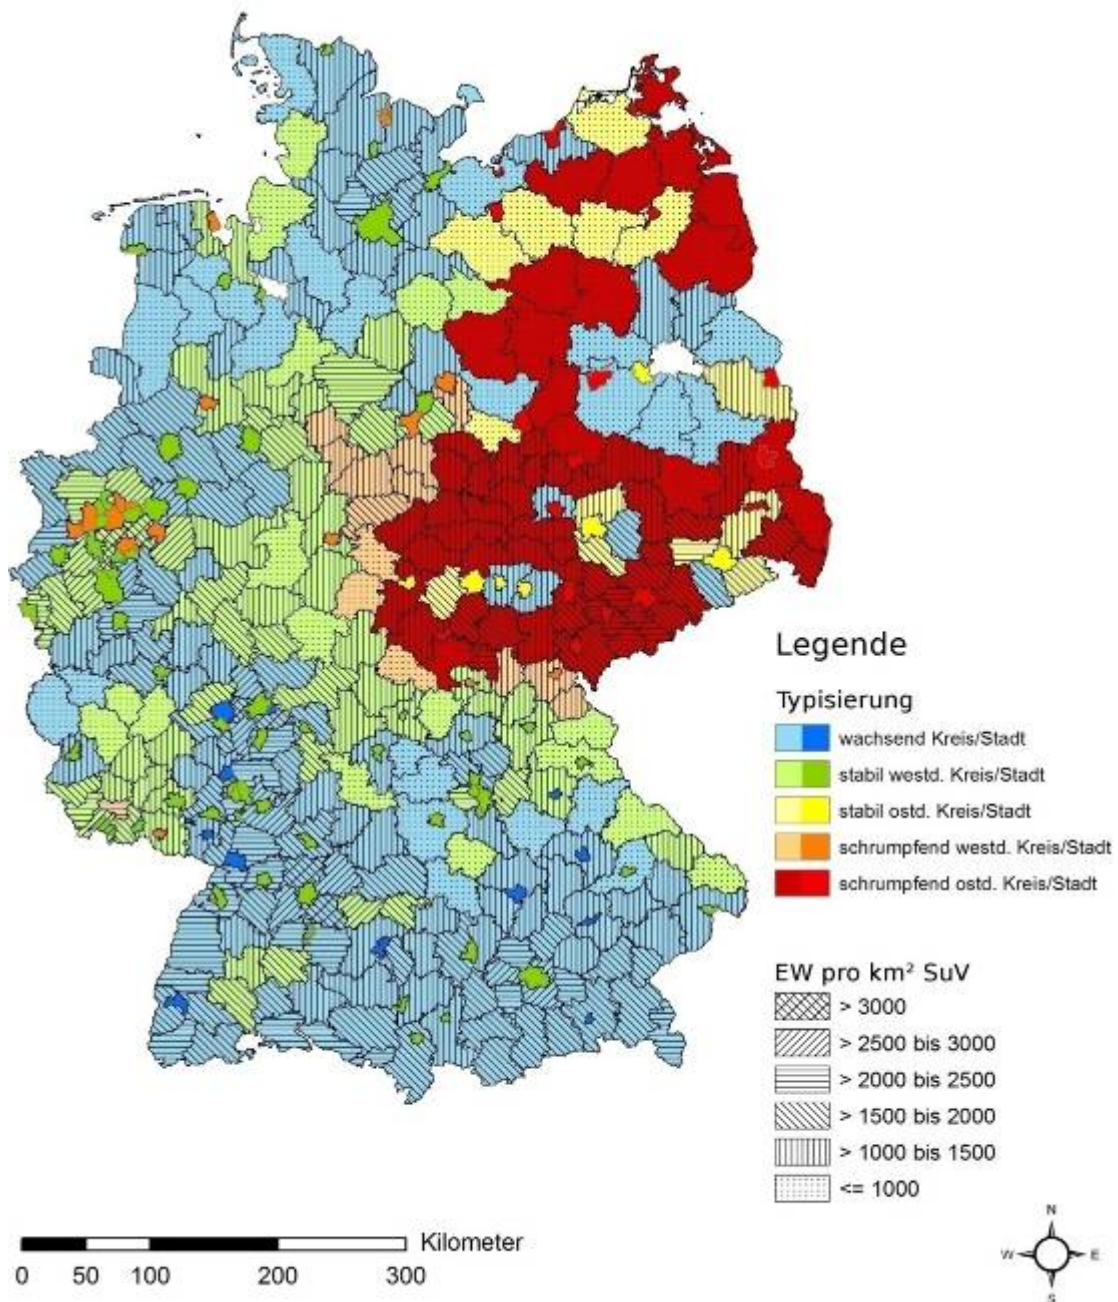 Legende
Typisierung
wachsend Kreis/Stadt
stabil westd. Kreis/Stadt
stabil ostd. Kreis/Stadt
schrumpfend westd. Kreis/Stadt
schrumpfend ostd. Kreis/Stadt
EW pro km² SuV
> 3000
> 2500 bis 3000
> 2000 bis 2500
> 1500 bis 2000
> 1000 bis 1500
<= 1000
Kilometer
0 50 100 200 300
N
W E
S